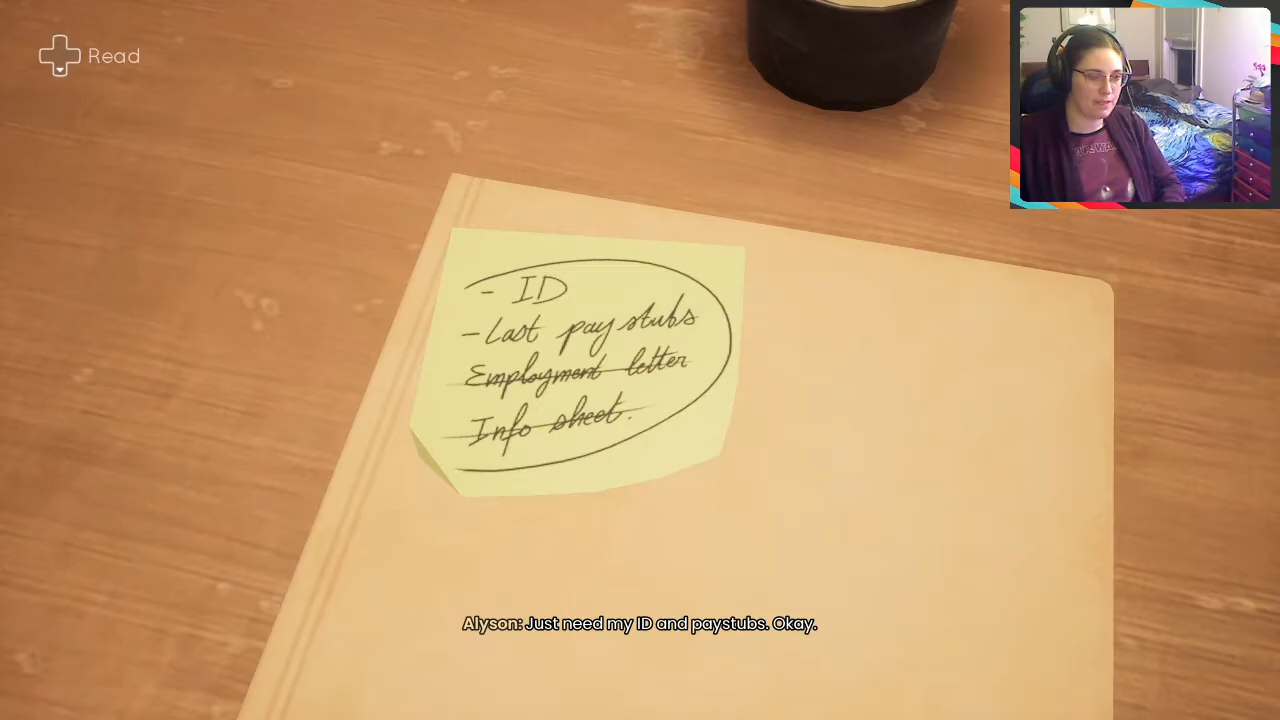 Read
- ID
- Last pay stubs
Employment letter
Info sheet.
Alyson: Just need my ID and paystubs. Okay.